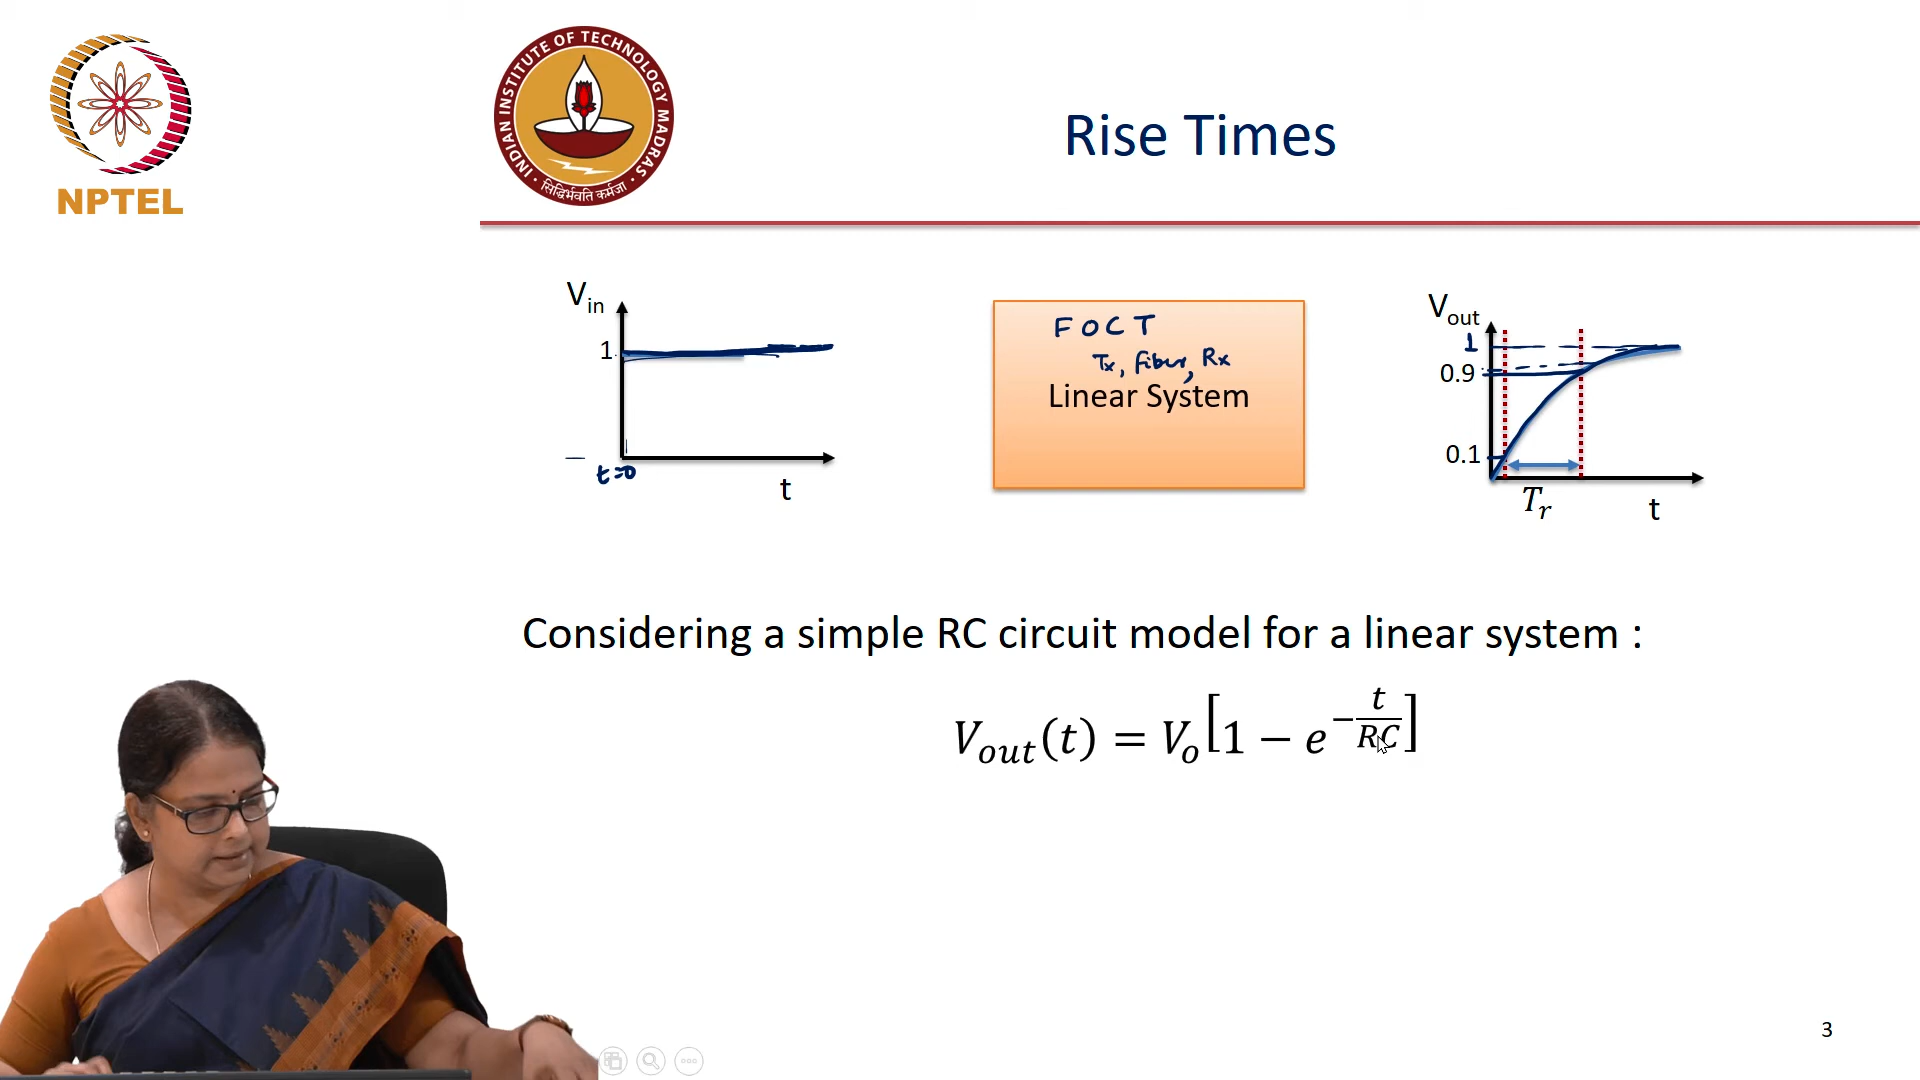 NPTEL
INDIAN INSTITUTE OF TECHNOLOGY MADRAS
सिद्धिर्भवति कर्मजा
Rise Times
V_in
1
t=0
t
F O C T
Tx, fiber, Rx
Linear System
V_out
1
0.9
0.1
T_r
t
Considering a simple RC circuit model for a linear system :
V_out(t) = V_o[1 − e^(−t/RC)]
3